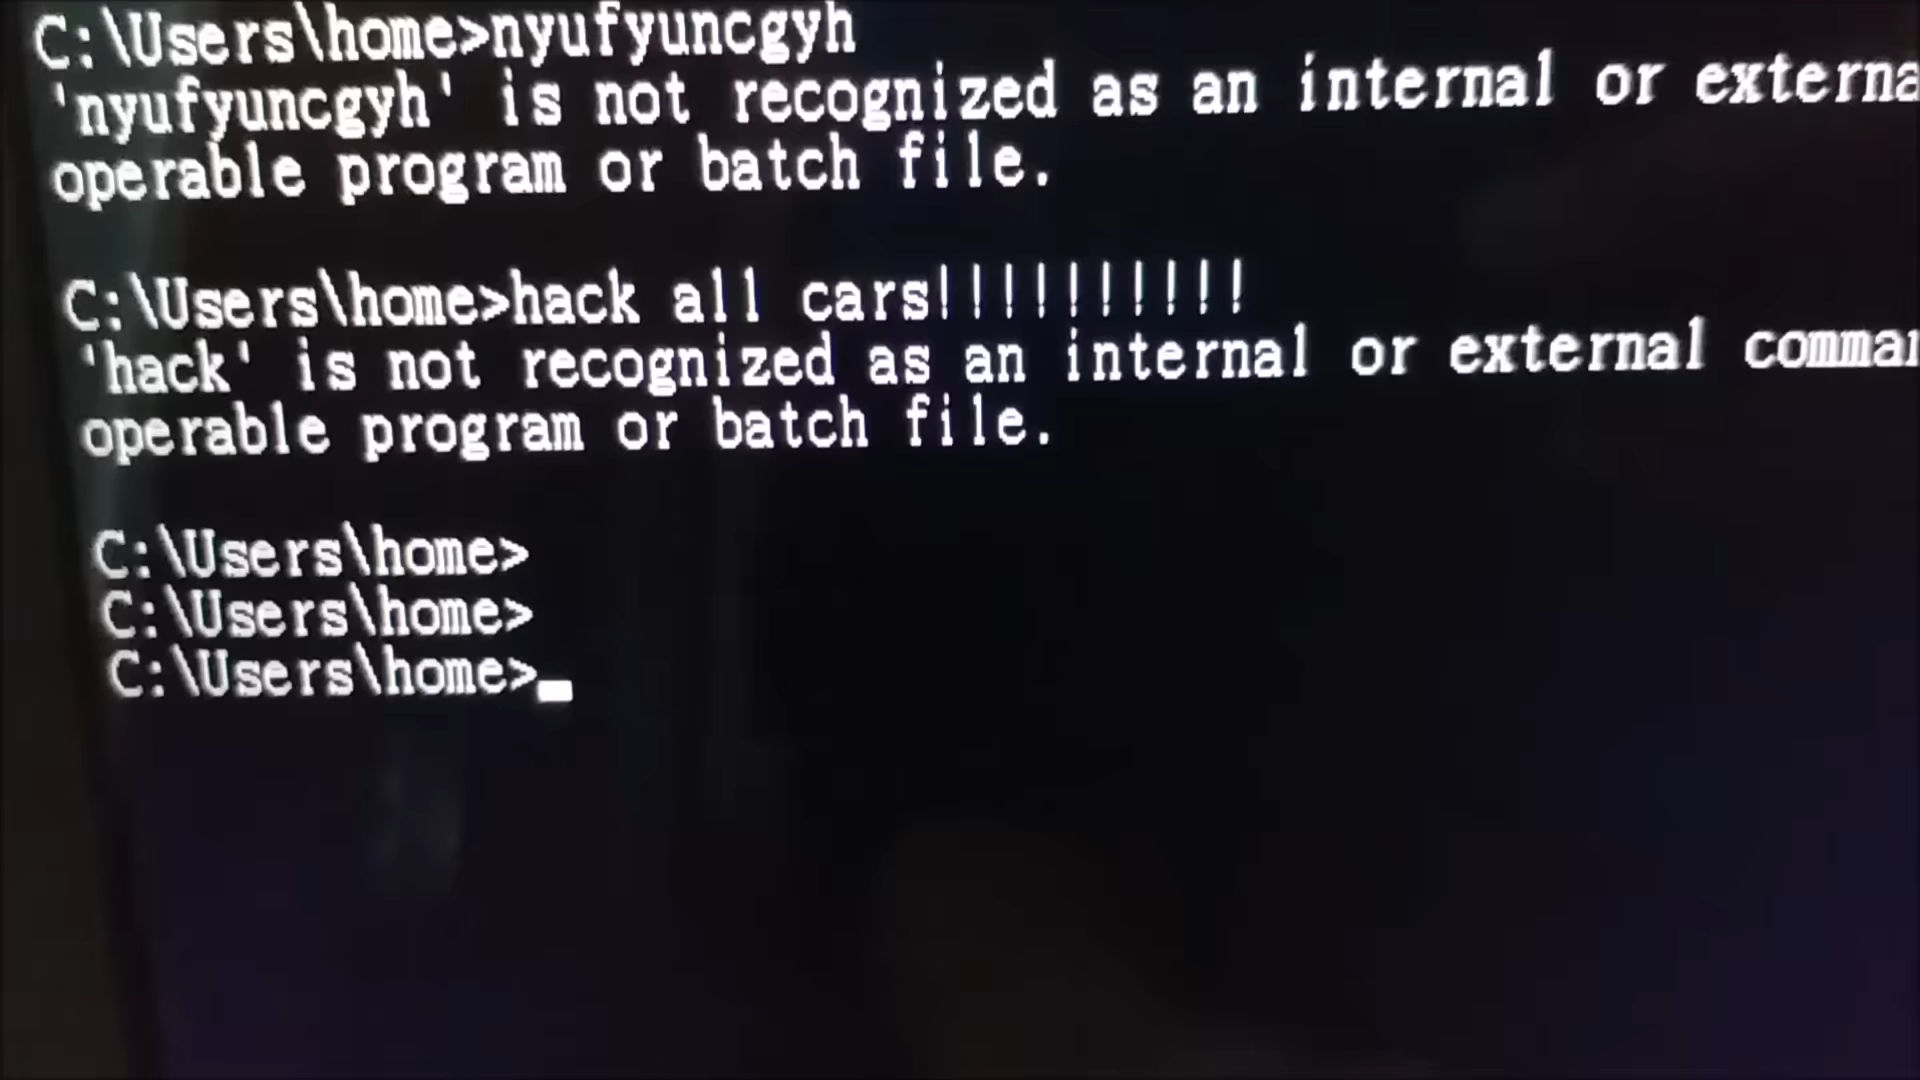 C:\Users\home>nyufyuncgyh
'nyufyuncgyh' is not recognized as an internal or externa
operable program or batch file.
C:\Users\home>hack all cars!!!!!!!!!!
'hack' is not recognized as an internal or external comman
operable program or batch file.
C:\Users\home>
C:\Users\home>
C:\Users\home>_